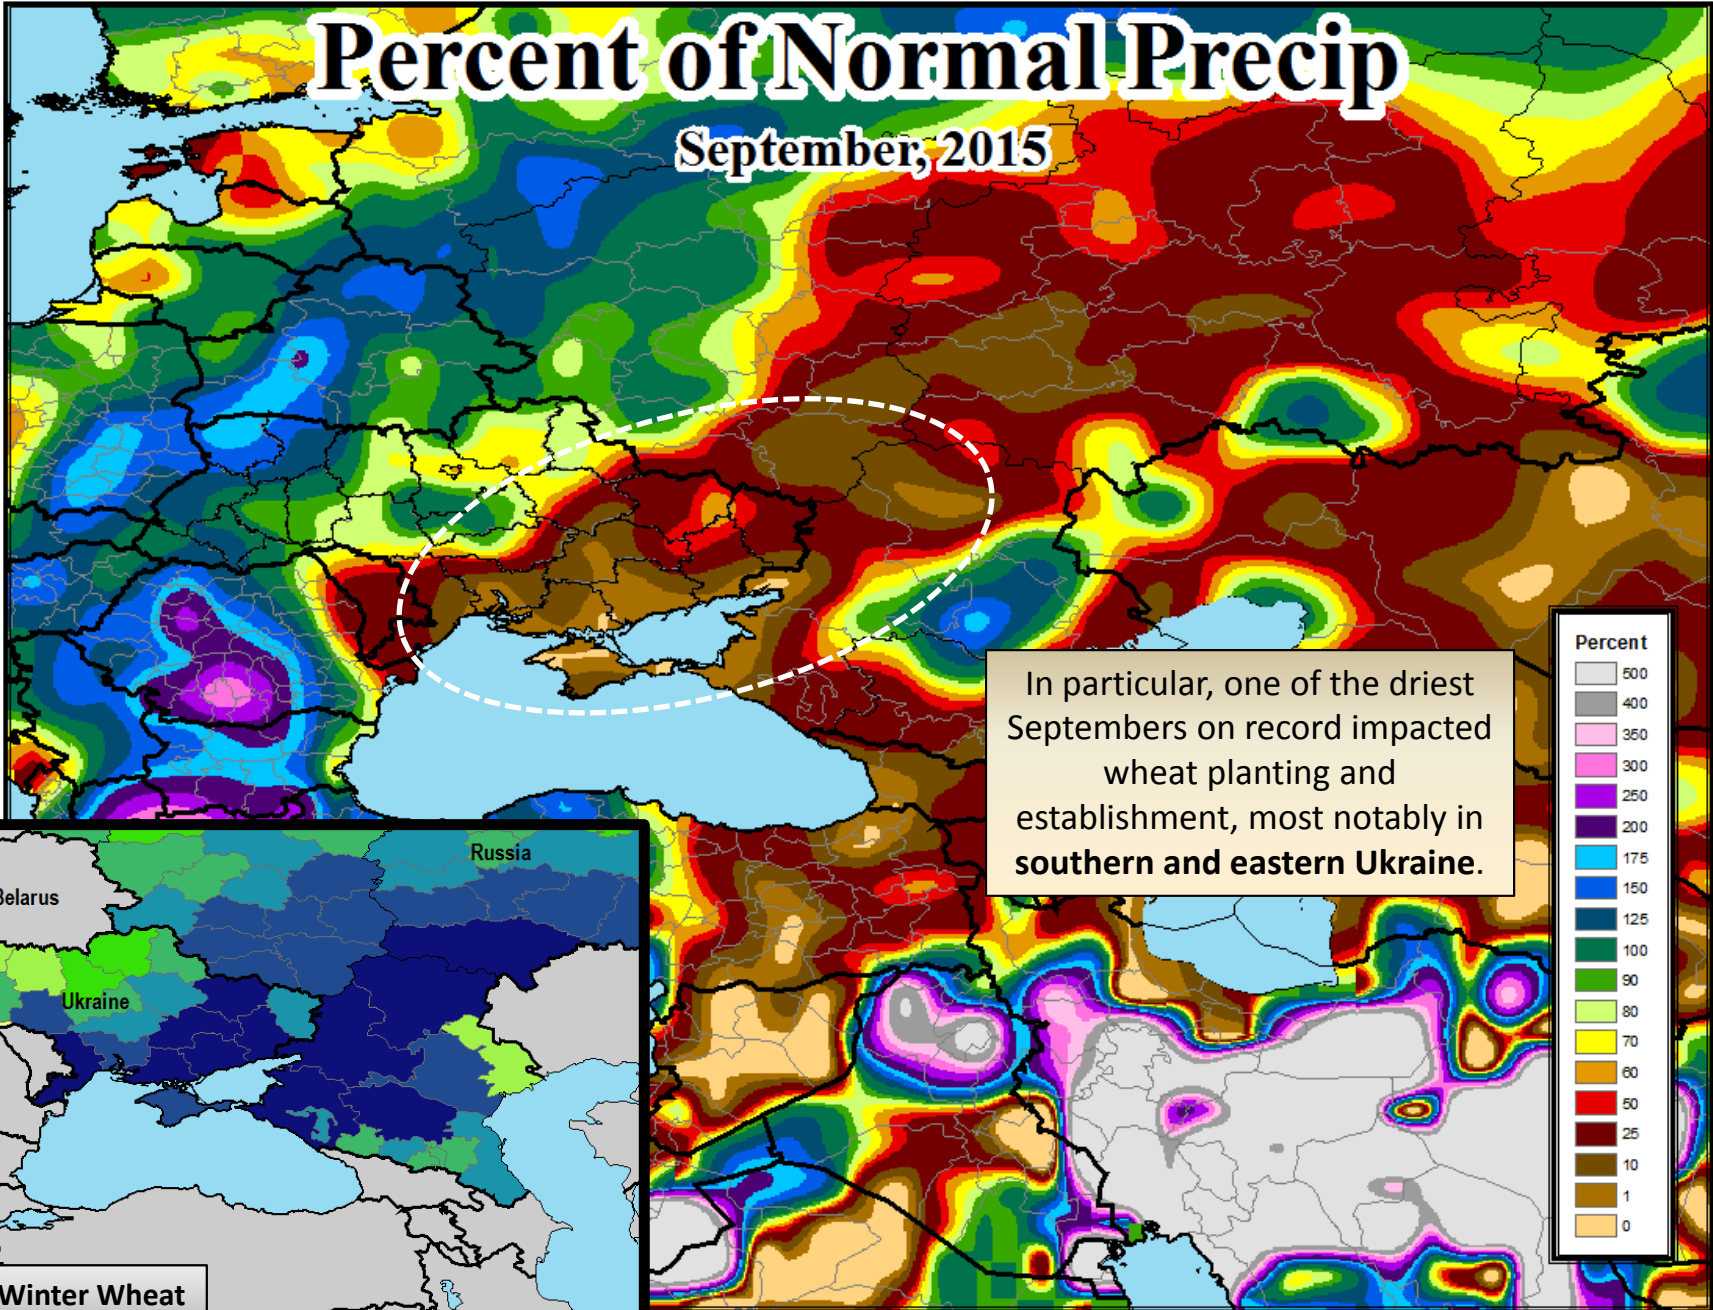 Percent of Normal Precip
September, 2015
In particular, one of the driest
Septembers on record impacted
wheat planting and
establishment, most notably in
southern and eastern Ukraine.
Percent
500
400
350
300
250
200
175
150
125
100
90
80
70
60
50
25
10
1
0
Russia
Belarus
Ukraine
Winter Wheat